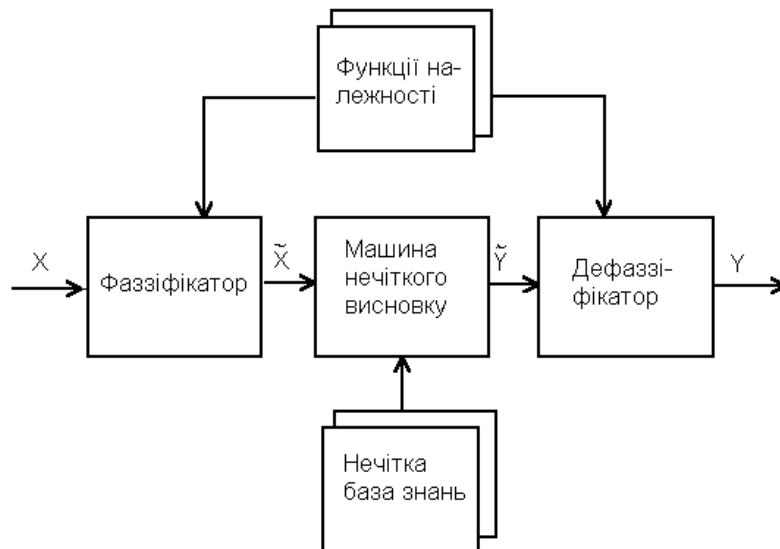 Функції на-
лежності
X
Фаззіфікатор
X̃
Машина
нечіткого
висновку
Ỹ
Дефаззі-
фікатор
Y
Нечітка
база знань